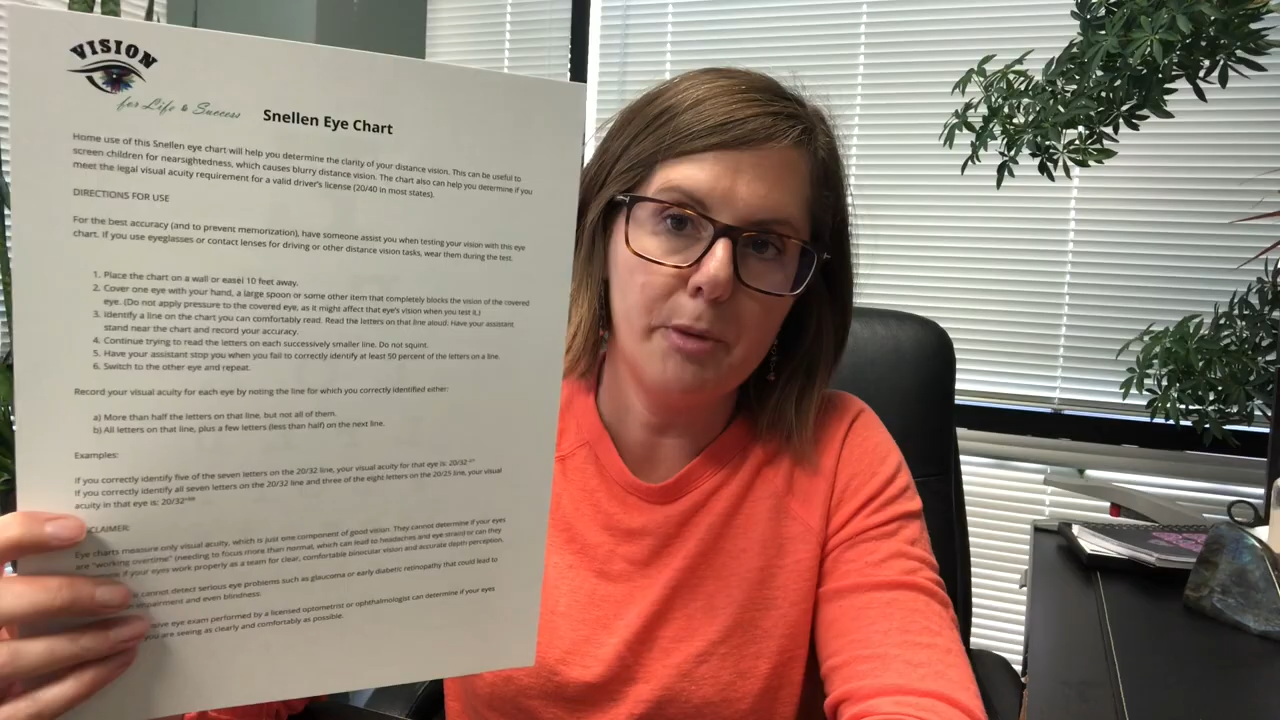 VISION
for Life & Success
Snellen Eye Chart
Home use of this Snellen eye chart will help you determine the clarity of your distance vision. This can be useful to
screen children for nearsightedness, which causes blurry distance vision. The chart also can help you determine if you
meet the legal visual acuity requirement for a valid driver's license (20/40 in most states).
DIRECTIONS FOR USE
For the best accuracy (and to prevent memorization), have someone assist you when testing your vision with this eye
chart. If you use eyeglasses or contact lenses for driving or other distance vision tasks, wear them during the test.
1. Place the chart on a wall or easel 10 feet away.
2. Cover one eye with your hand, a large spoon or some other item that completely blocks the vision of the covered
eye. (Do not apply pressure to the covered eye, as it might affect that eye's vision when you test it.)
3. Identify a line on the chart you can comfortably read. Read the letters on that line aloud. Have your assistant
stand near the chart and record your accuracy.
4. Continue trying to read the letters on each successively smaller line. Do not squint.
5. Have your assistant stop you when you fail to correctly identify at least 50 percent of the letters on a line.
6. Switch to the other eye and repeat.
Record your visual acuity for each eye by noting the line for which you correctly identified either:
a) More than half the letters on that line, but not all of them.
b) All letters on that line, plus a few letters (less than half) on the next line.
Examples:
If you correctly identify five of the seven letters on the 20/32 line, your visual acuity for that eye is: 20/32
If you correctly identify all seven letters on the 20/32 line and three of the eight letters on the 20/25 line, your visual
acuity in that eye is: 20/32
CLAIMER:
Eye charts measure only visual acuity, which is just one component of good vision. They cannot determine if your eyes
are "working overtime" (needing to focus more than normal, which can lead to headaches and eye strain) or can they
if your eyes work properly as a team for clear, comfortable binocular vision and accurate depth perception.
cannot detect serious eye problems such as glaucoma or early diabetic retinopathy that could lead to
impairment and even blindness.
sive eye exam performed by a licensed optometrist or ophthalmologist can determine if your eyes
you are seeing as clearly and comfortably as possible.